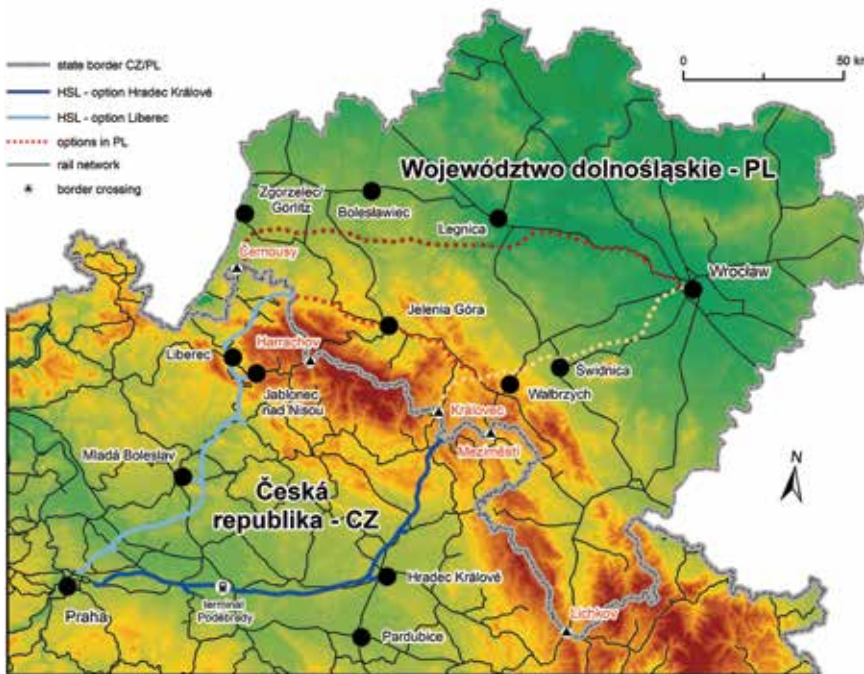 state border CZ/PL
HSL - option Hradec Králové
HSL - option Liberec
options in PL
rail network
border crossing
0
50 km
Województwo dolnośląskie - PL
Zgorzelec/
Görlitz
Bolesławiec
Legnica
Černousy
Wrocław
Jelenia Góra
Harrachov
Liberec
Świdnica
Jablonec
nad Nisou
Wałbrzych
Královec
Meziměstí
Mladá Boleslav
N
Česká
republika - CZ
Hradec Králové
Praha
terminal
Poděbrady
Lichkov
Pardubice